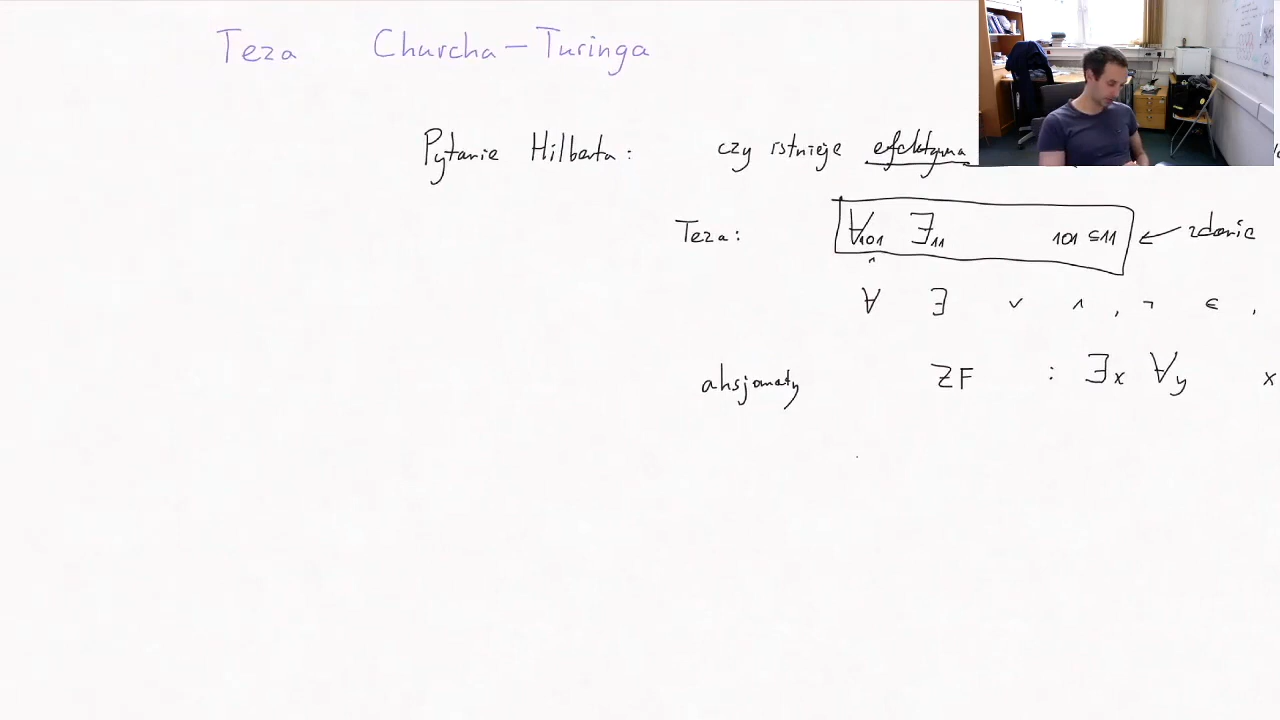 Teza Churcha – Turinga
Pytanie Hilberta : czy istnieje efektywna
Teza : ∀101 ∃11 101 ≤ 11 ← zdanie
∀ ∃ ∨ ∧ , ¬ ∈ ,
aksjomaty ZF : ∃x ∀y x